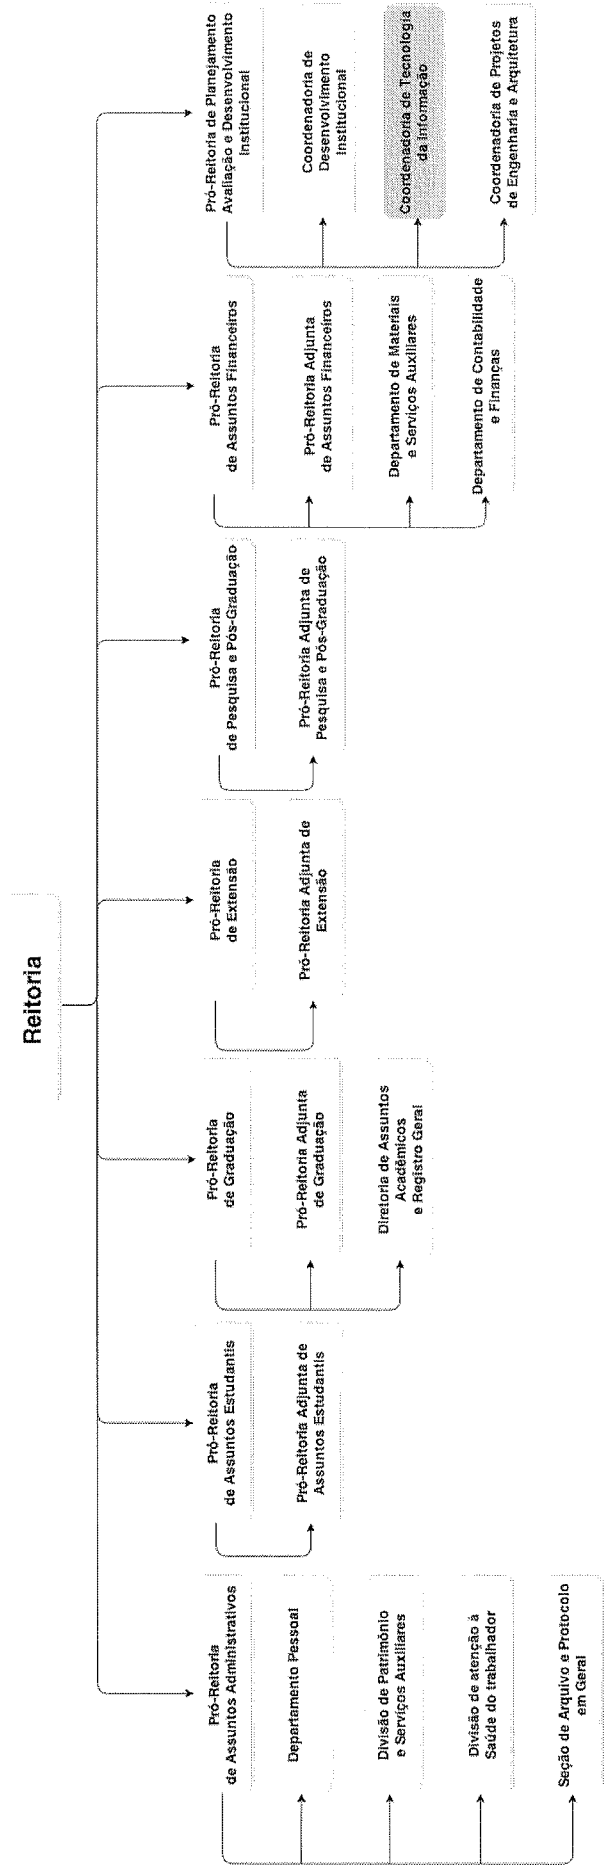 Reitoria
Pró-Reitoria
de Assuntos Administrativos
Departamento Pessoal
Divisão de Patrimônio
e Serviços Auxiliares
Divisão de atenção à
Saúde do trabalhador
Seção de Arquivo e Protocolo
em Geral
Pró-Reitoria
de Assuntos Estudantis
Pró-Reitoria Adjunta de
Assuntos Estudantis
Pró-Reitoria
de Graduação
Pró-Reitoria Adjunta
de Graduação
Diretoria de Assuntos
Acadêmicos
e Registro Geral
Pró-Reitoria
de Extensão
Pró-Reitoria Adjunta de
Extensão
Pró-Reitoria
de Pesquisa e Pós-Graduação
Pró-Reitoria Adjunta de
Pesquisa e Pós-Graduação
Pró-Reitoria
de Assuntos Financeiros
Pró-Reitoria Adjunta
de Assuntos Financeiros
Departamento de Materiais
e Serviços Auxiliares
Departamento de Contabilidade
e Finanças
Pró-Reitoria de Planejamento
Avaliação e Desenvolvimento
Institucional
Coordenadoria de
Desenvolvimento
Institucional
Coordenadoria de Tecnologia
da Informação
Coordenadoria de Projetos
de Engenharia e Arquitetura